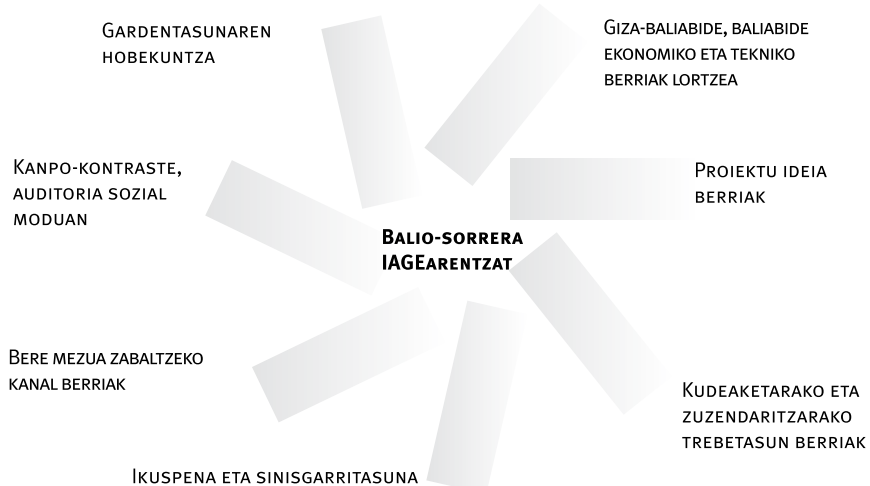 Gardentasunaren
hobekuntza
Giza-baliabide, baliabide
ekonomiko eta tekniko
berriak lortzea
Kanpo-kontraste,
auditoria sozial
moduan
Proiektu ideia
berriak
Balio-sorrera
IAGEarentzat
Bere mezua zabaltzeko
kanal berriak
Kudeaketarako eta
zuzendaritzarako
trebetasun berriak
Ikuspena eta sinisgarritasuna